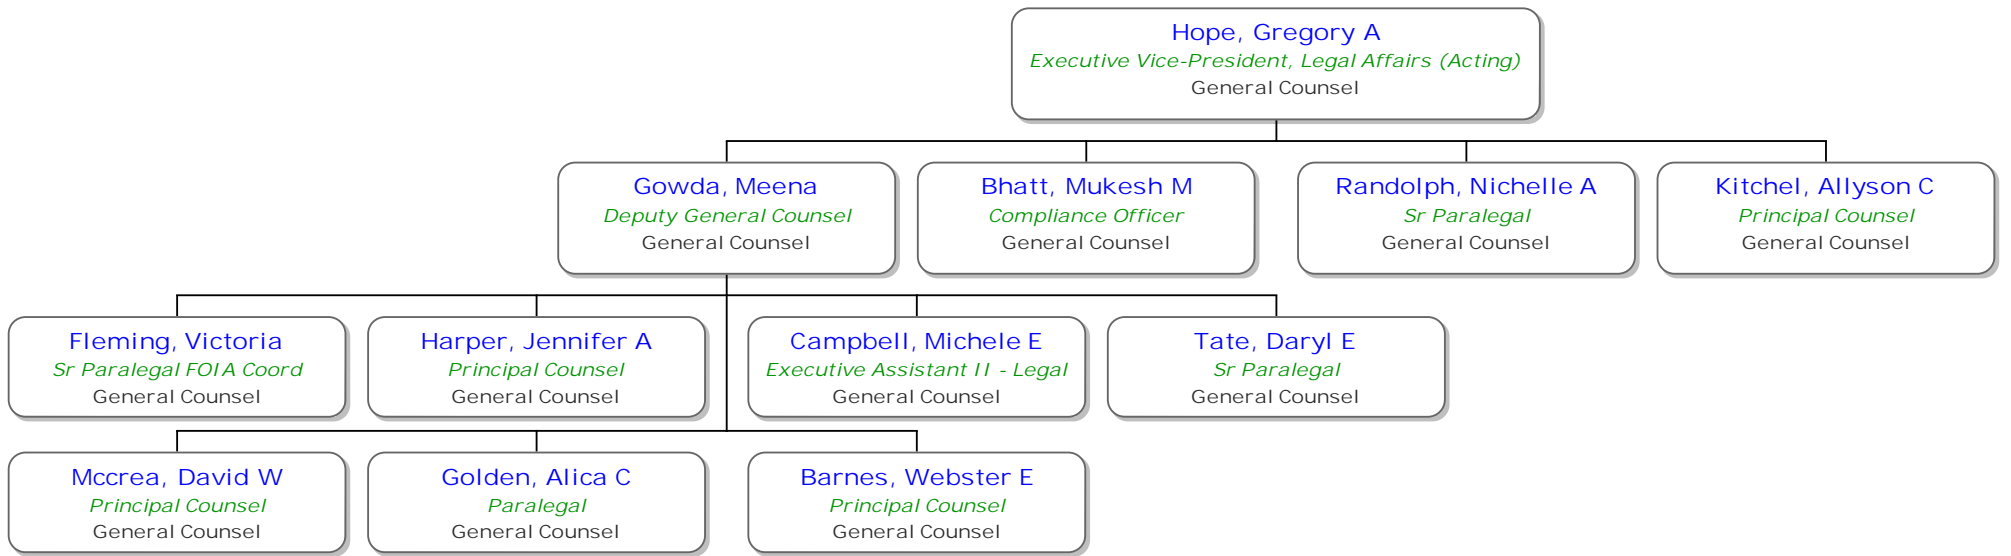 Hope, Gregory A
Executive Vice-President, Legal Affairs (Acting)
General Counsel
Gowda, Meena
Deputy General Counsel
General Counsel
Bhatt, Mukesh M
Compliance Officer
General Counsel
Randolph, Nichelle A
Sr Paralegal
General Counsel
Kitchel, Allyson C
Principal Counsel
General Counsel
Fleming, Victoria
Sr Paralegal FOIA Coord
General Counsel
Harper, Jennifer A
Principal Counsel
General Counsel
Campbell, Michele E
Executive Assistant II - Legal
General Counsel
Tate, Daryl E
Sr Paralegal
General Counsel
Mccrea, David W
Principal Counsel
General Counsel
Golden, Alica C
Paralegal
General Counsel
Barnes, Webster E
Principal Counsel
General Counsel